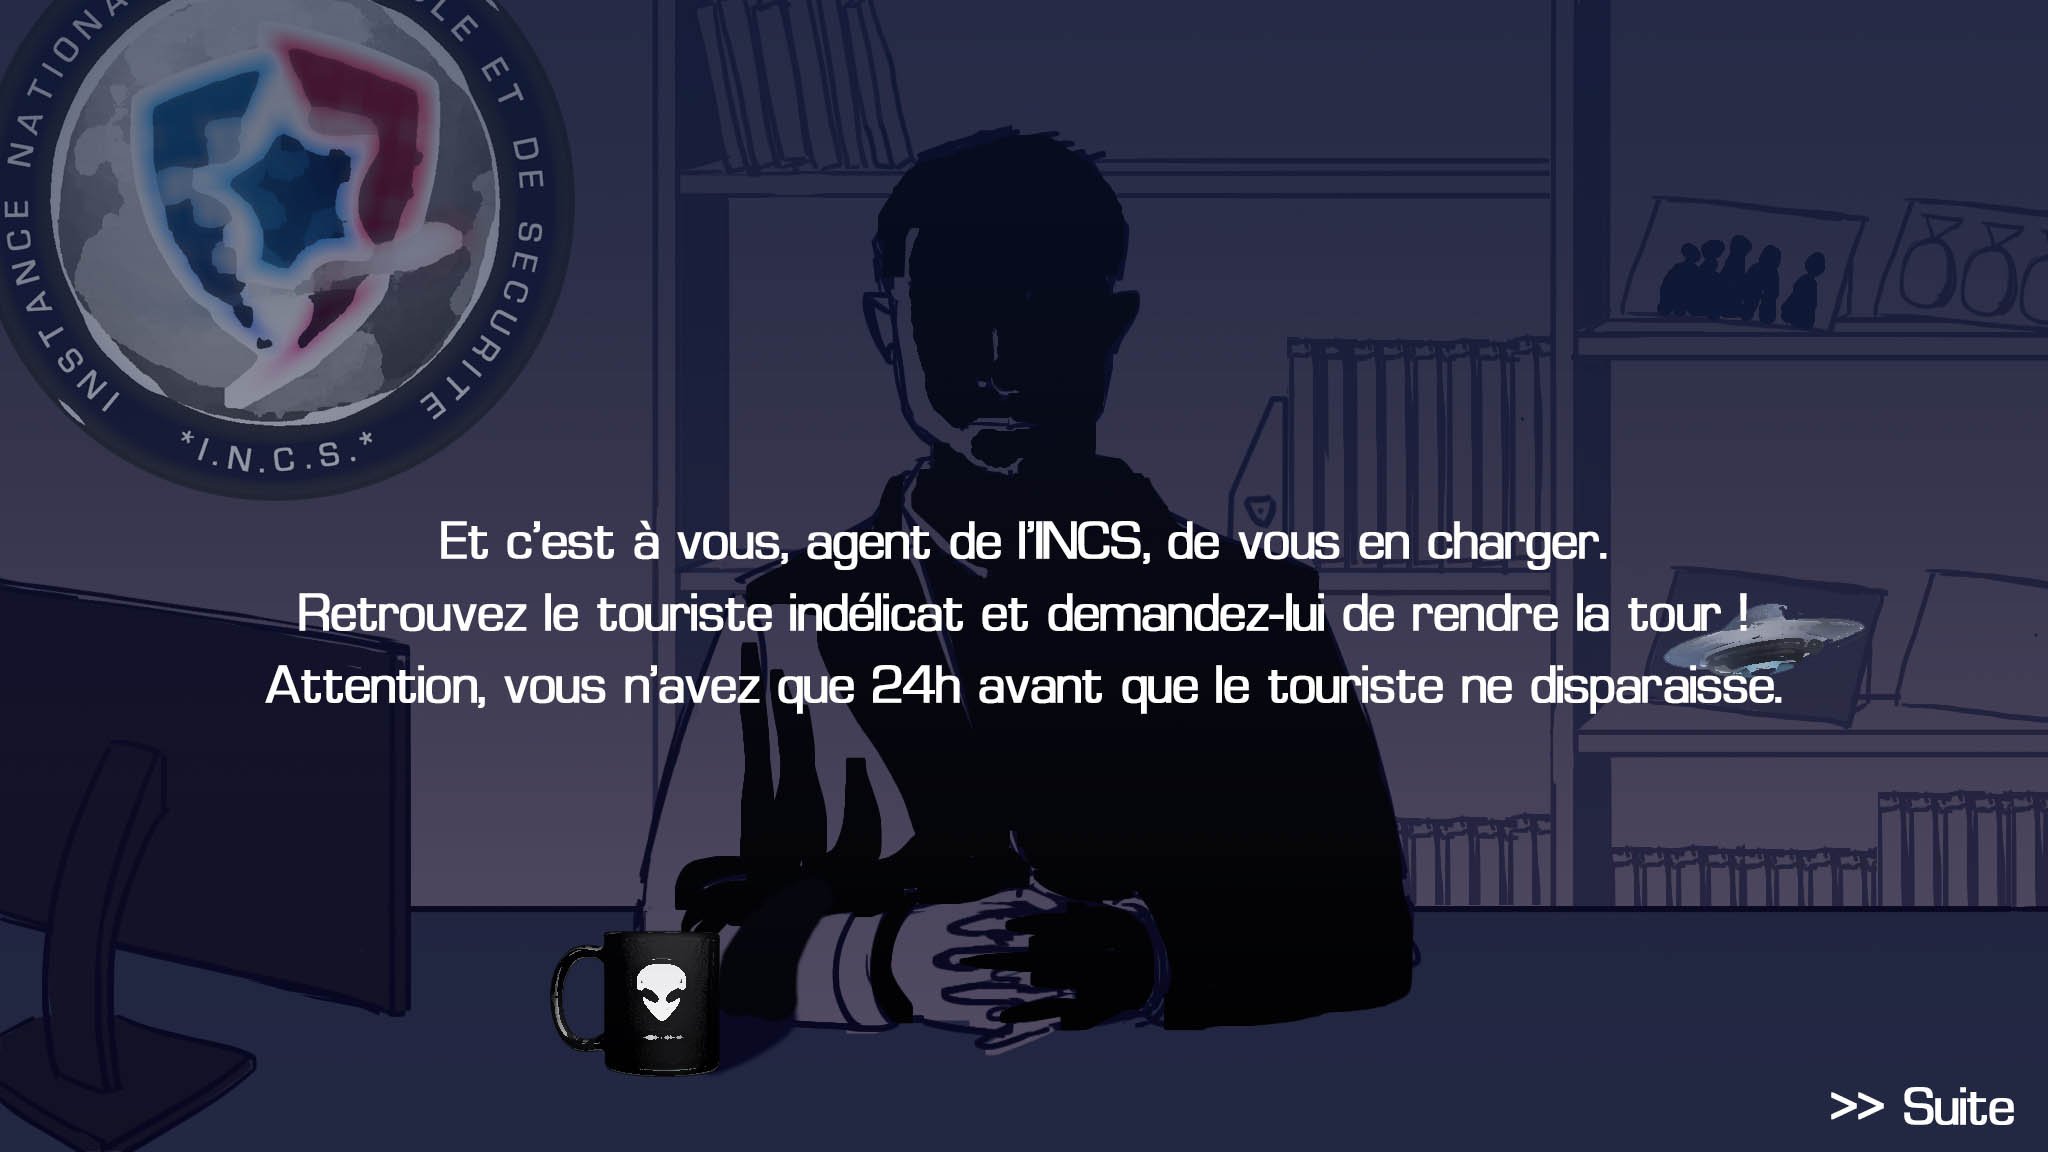 INSTANCE NATIONA LE ET DE SECURITE
*I.N.C.S.*
Et c'est à vous, agent de l'INCS, de vous en charger.
Retrouvez le touriste indélicat et demandez-lui de rendre la tour !
Attention, vous n'avez que 24h avant que le touriste ne disparaisse.
>> Suite